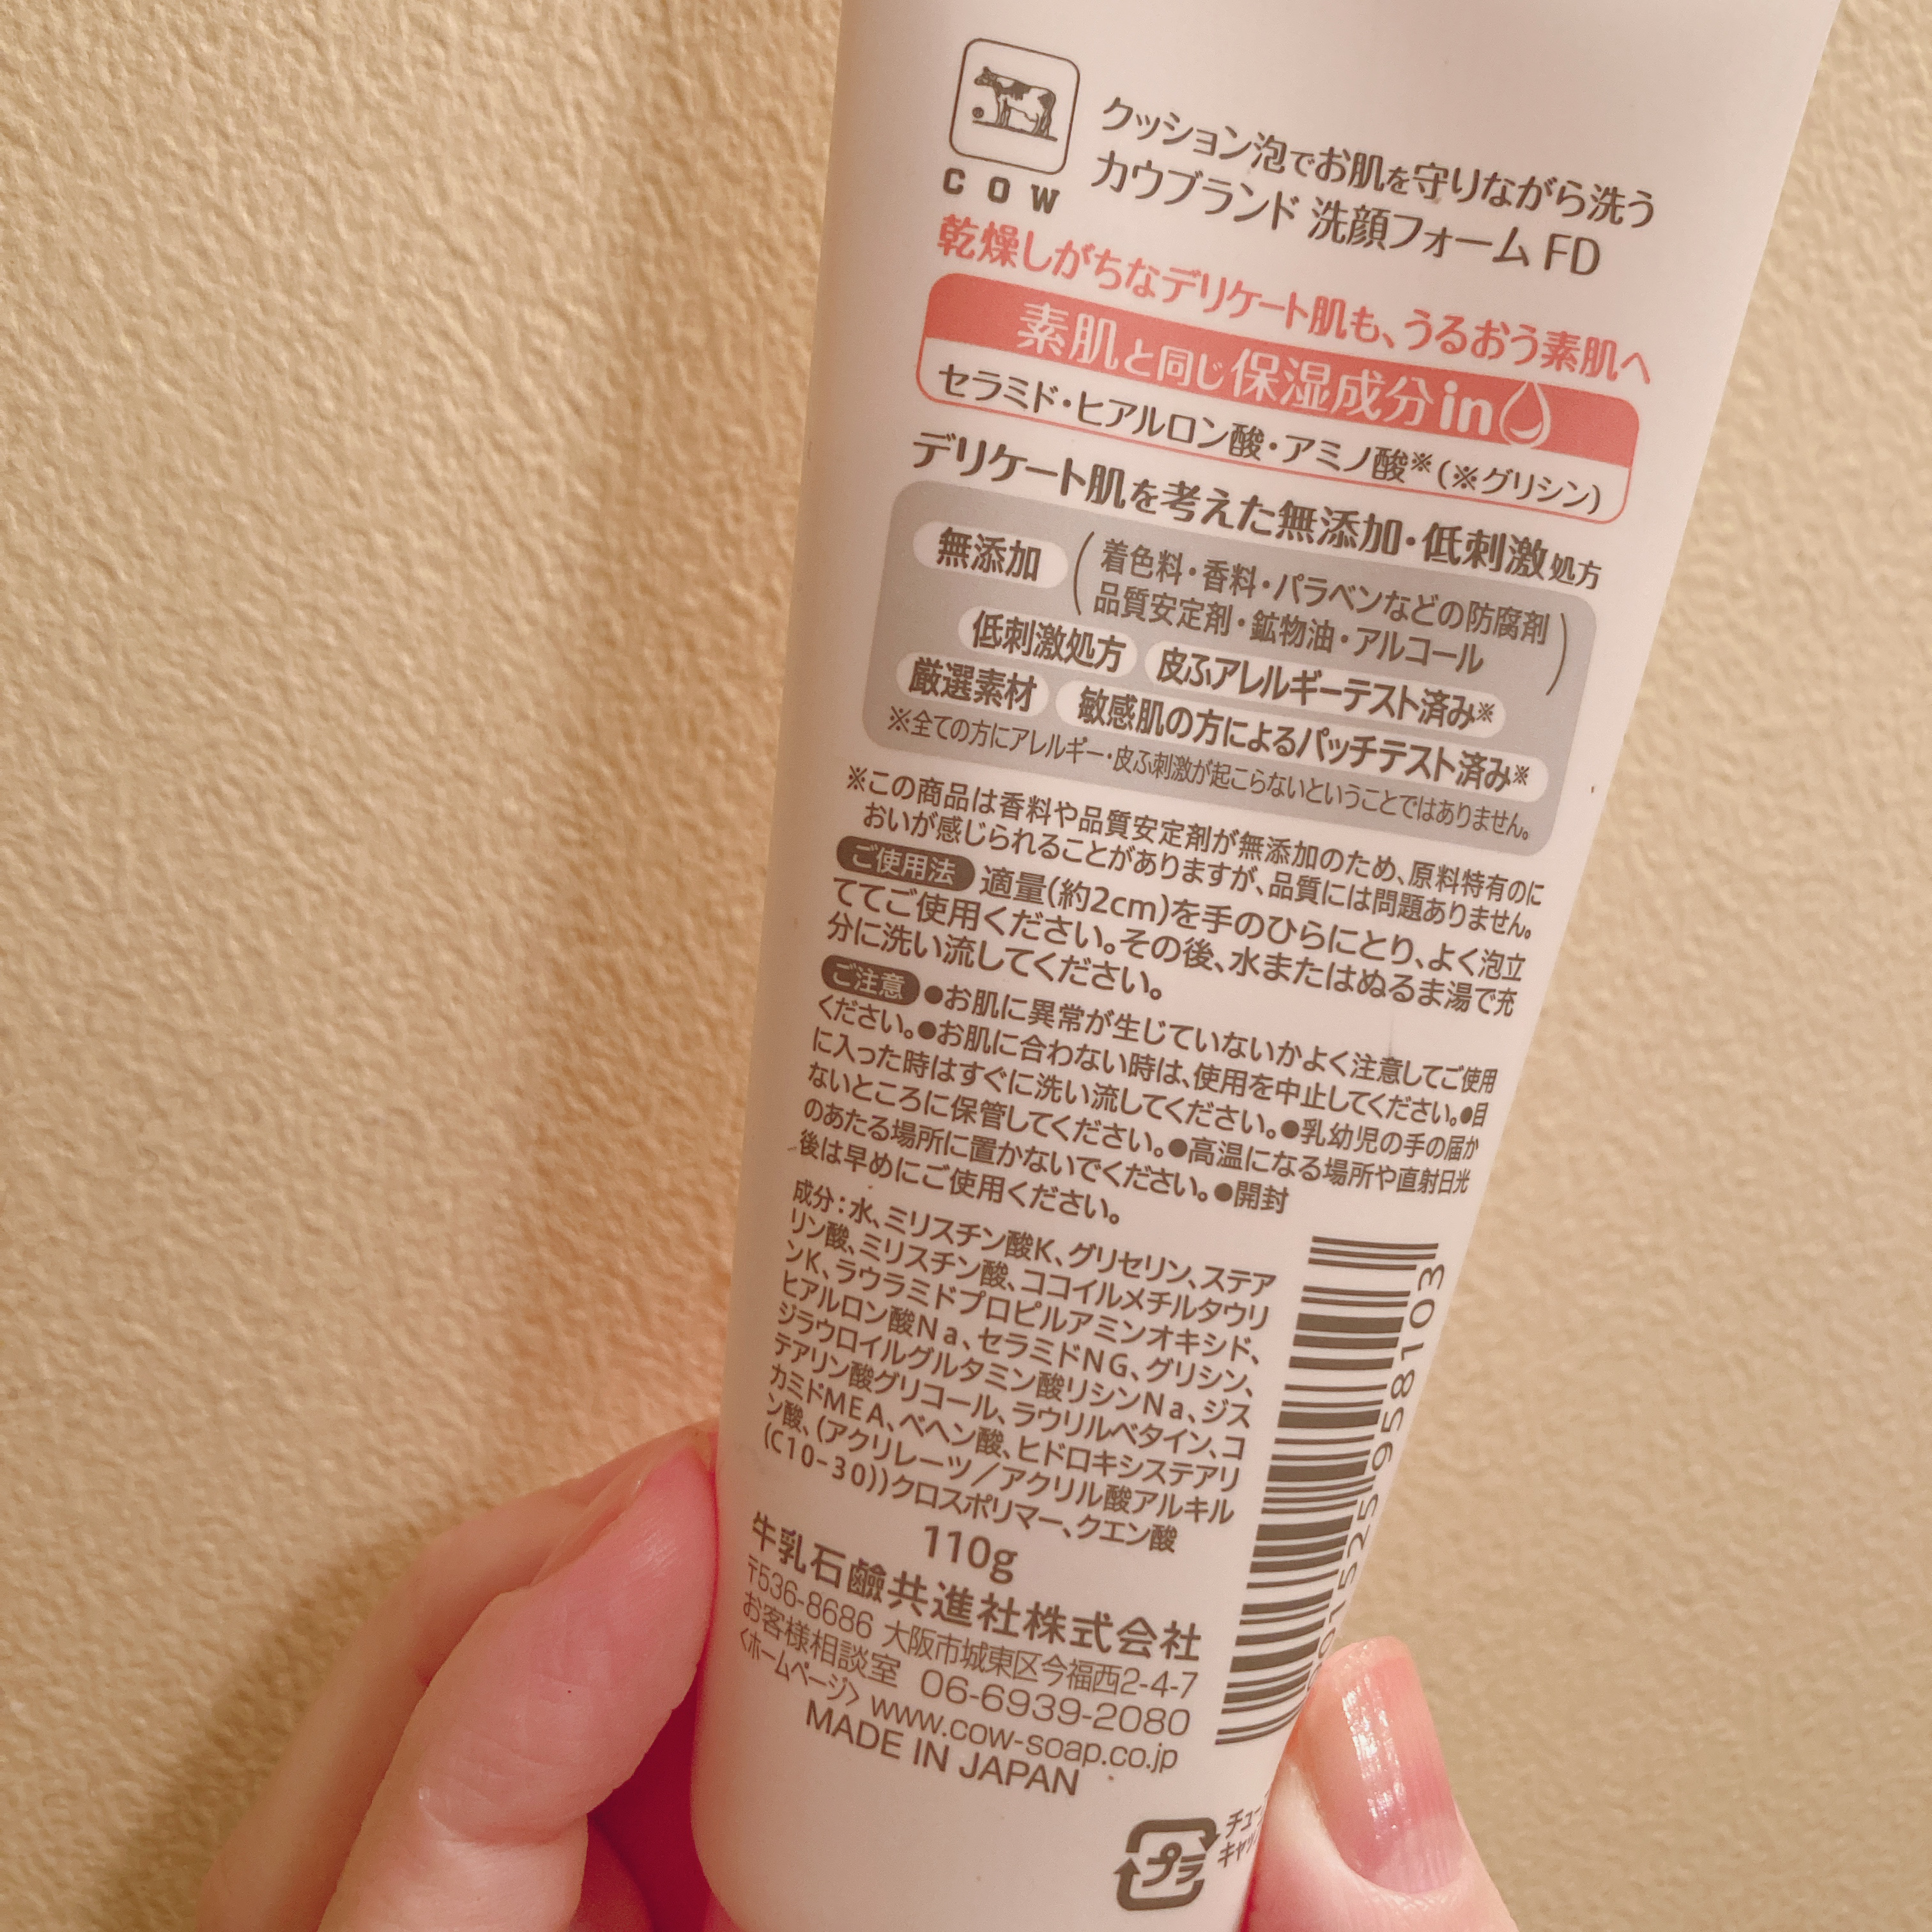 COW
クッション泡でお肌を守りながら洗う
カウブランド 洗顔フォーム FD
乾燥しがちなデリケート肌も、うるおう素肌へ
素肌と同じ保湿成分in
セラミド・ヒアルロン酸・アミノ酸※(※グリシン)
デリケート肌を考えた無添加・低刺激処方
無添加 (着色料・香料・パラベンなどの防腐剤
品質安定剤・鉱物油・アルコール)
低刺激処方 皮ふアレルギーテスト済み※
厳選素材 敏感肌の方によるパッチテスト済み※
※全ての方にアレルギー・皮ふ刺激が起こらないということではありません。
※この商品は香料や品質安定剤が無添加のため、原料特有のに
おいが感じられることがありますが、品質には問題ありません。
ご使用法 適量(約2cm)を手のひらにとり、よく泡立
ててご使用ください。その後、水またはぬるま湯で充
分に洗い流してください。
ご注意 ●お肌に異常が生じていないかよく注意してご使用
ください。●お肌に合わない時は、使用を中止してください。●目
に入った時はすぐに洗い流してください。●乳幼児の手の届か
ないところに保管してください。●高温になる場所や直射日光
のあたる場所に置かないでください。●開封
後は早めにご使用ください。
成分：水、ミリスチン酸K、グリセリン、ステア
リン酸、ミリスチン酸、ココイルメチルタウリ
ンK、ラウラミドプロピルアミンオキシド、
ヒアルロン酸Na、セラミドNG、グリシン、
ジラウロイルグルタミン酸リシンNa、ジス
テアリン酸グリコール、ラウリルベタイン、コ
カミドMEA、ベヘン酸、ヒドロキシステアリ
ン酸、(アクリレーツ／アクリル酸アルキル
(C10-30))クロスポリマー、クエン酸
110g
牛乳石鹼共進社株式会社
〒536-8686 大阪市城東区今福西2-4-7
お客様相談室 06-6939-2080
〈ホームページ〉www.cow-soap.co.jp
MADE IN JAPAN
プラ